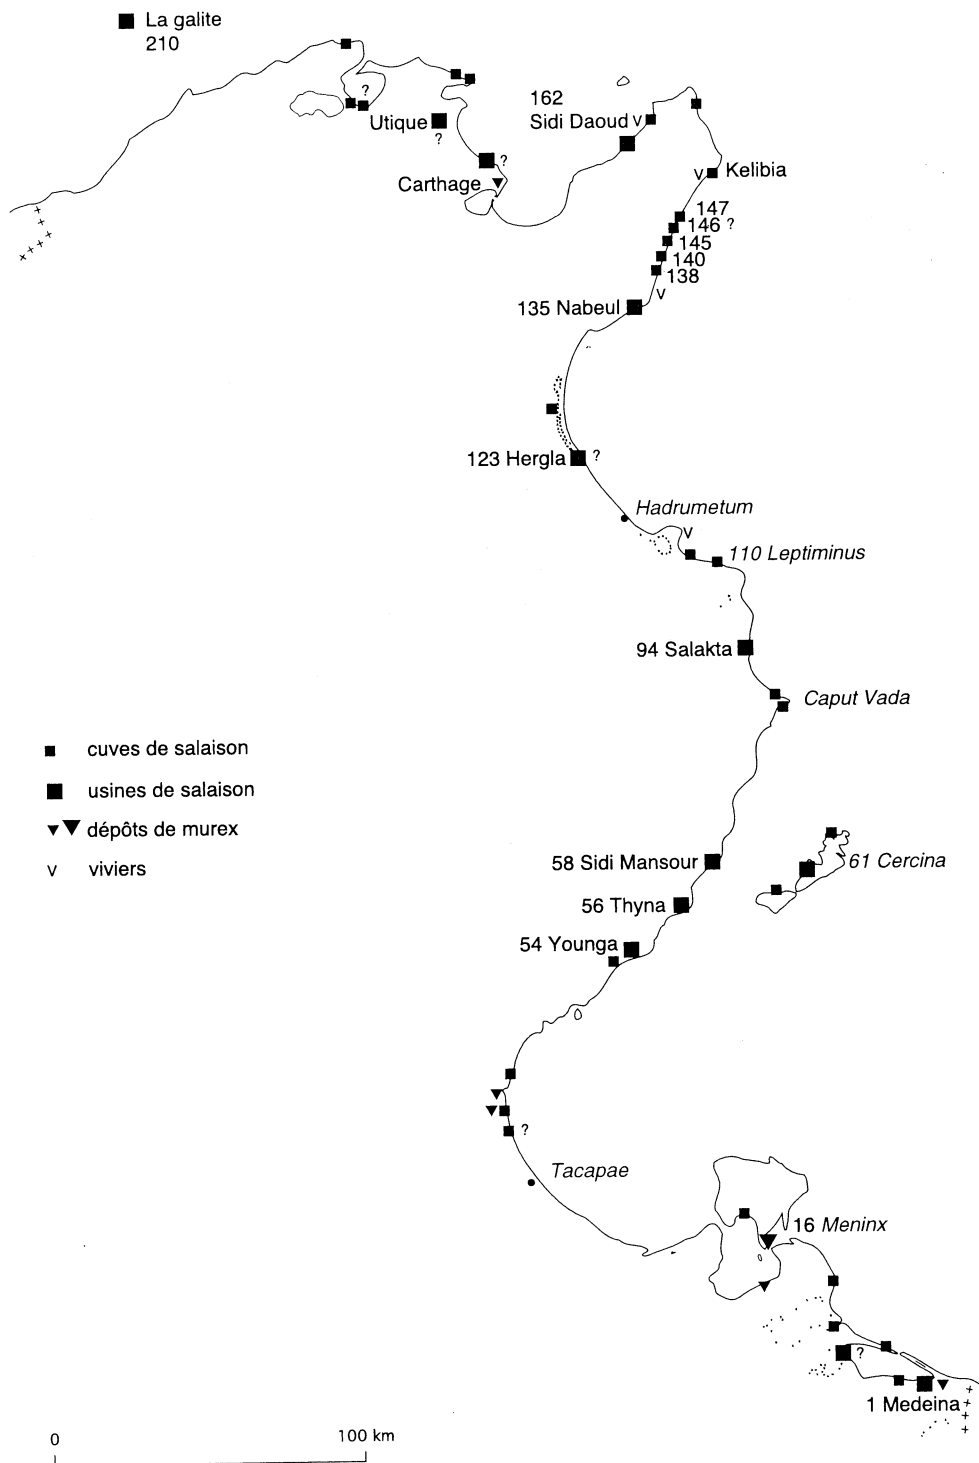 La galite
210
?
162
Sidi Daoud v
Utique
?
?
Carthage
v Kelibia
147
146 ?
145
140
138
v
135 Nabeul
123 Hergla ?
Hadrumetum
v
110 Leptiminus
94 Salakta
Caput Vada
cuves de salaison
usines de salaison
dépôts de murex
v viviers
58 Sidi Mansour
61 Cercina
56 Thyna
54 Younga
?
Tacapae
16 Meninx
?
1 Medeina
0 100 km